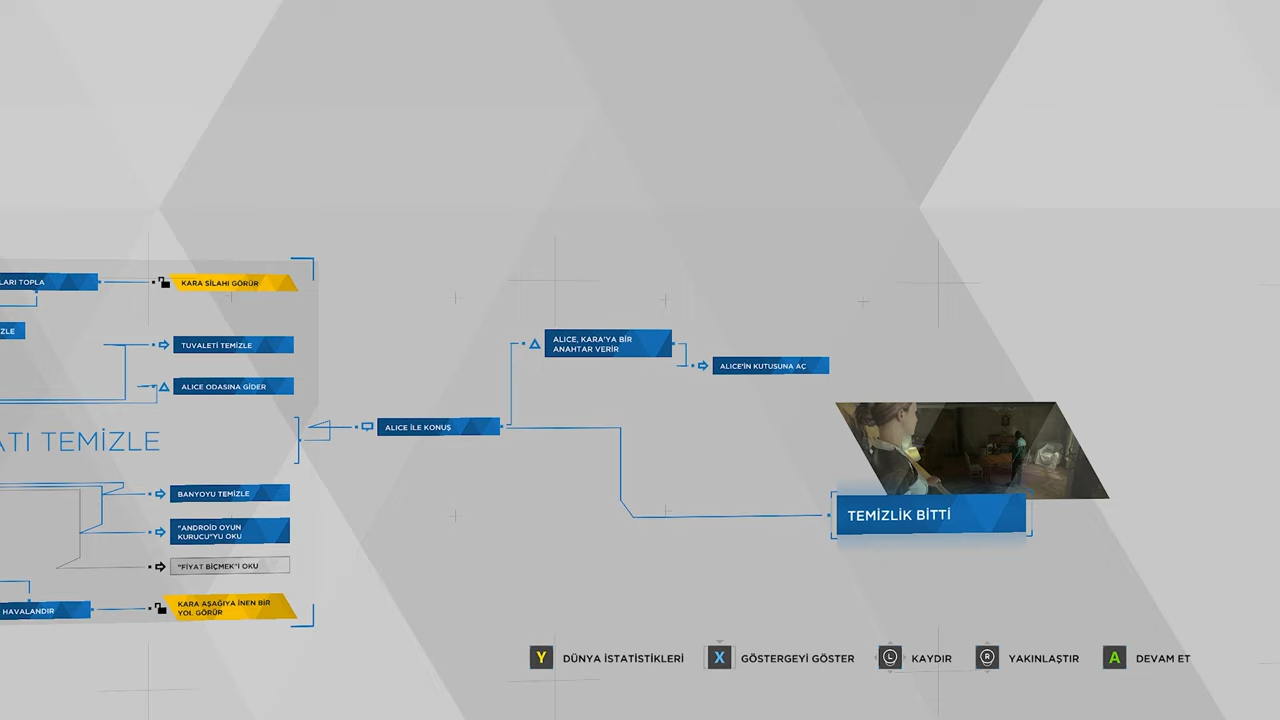 LARI TOPLA
KARA SİLAHI GÖRÜR
ZLE
TUVALETİ TEMİZLE
ALICE ODASINA GİDER
ATI TEMİZLE
BANYOYU TEMİZLE
"ANDROID OYUN
KURUCU"YU OKU
"FİYAT BİÇMEK"İ OKU
HAVALANDIR
KARA AŞAĞIYA İNEN BİR
YOL GÖRÜR
ALICE İLE KONUŞ
ALICE, KARA'YA BİR
ANAHTAR VERİR
ALICE'İN KUTUSUNA AÇ
TEMİZLİK BİTTİ
Y DÜNYA İSTATİSTİKLERİ
X GÖSTERGEYİ GÖSTER
L KAYDIR
R YAKINLAŞTIR
A DEVAM ET